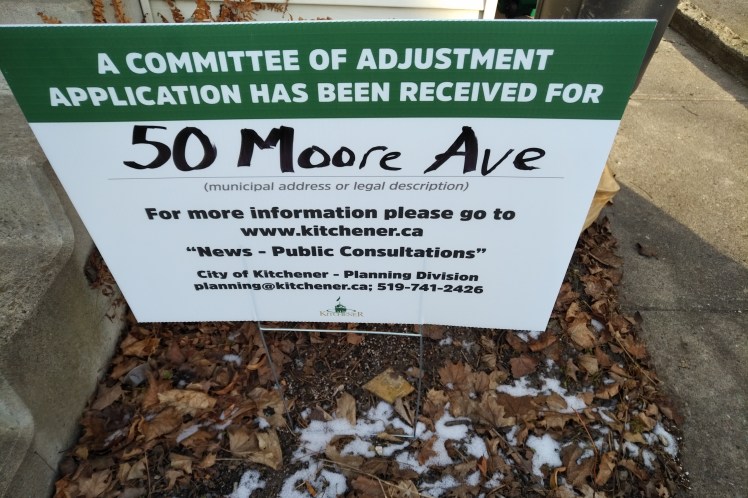 A COMMITTEE OF ADJUSTMENT
APPLICATION HAS BEEN RECEIVED FOR
50 Moore Ave
(municipal address or legal description)
For more information please go to
www.kitchener.ca
“News - Public Consultations”
City of Kitchener - Planning Division
planning@kitchener.ca; 519-741-2426
KITCHENER